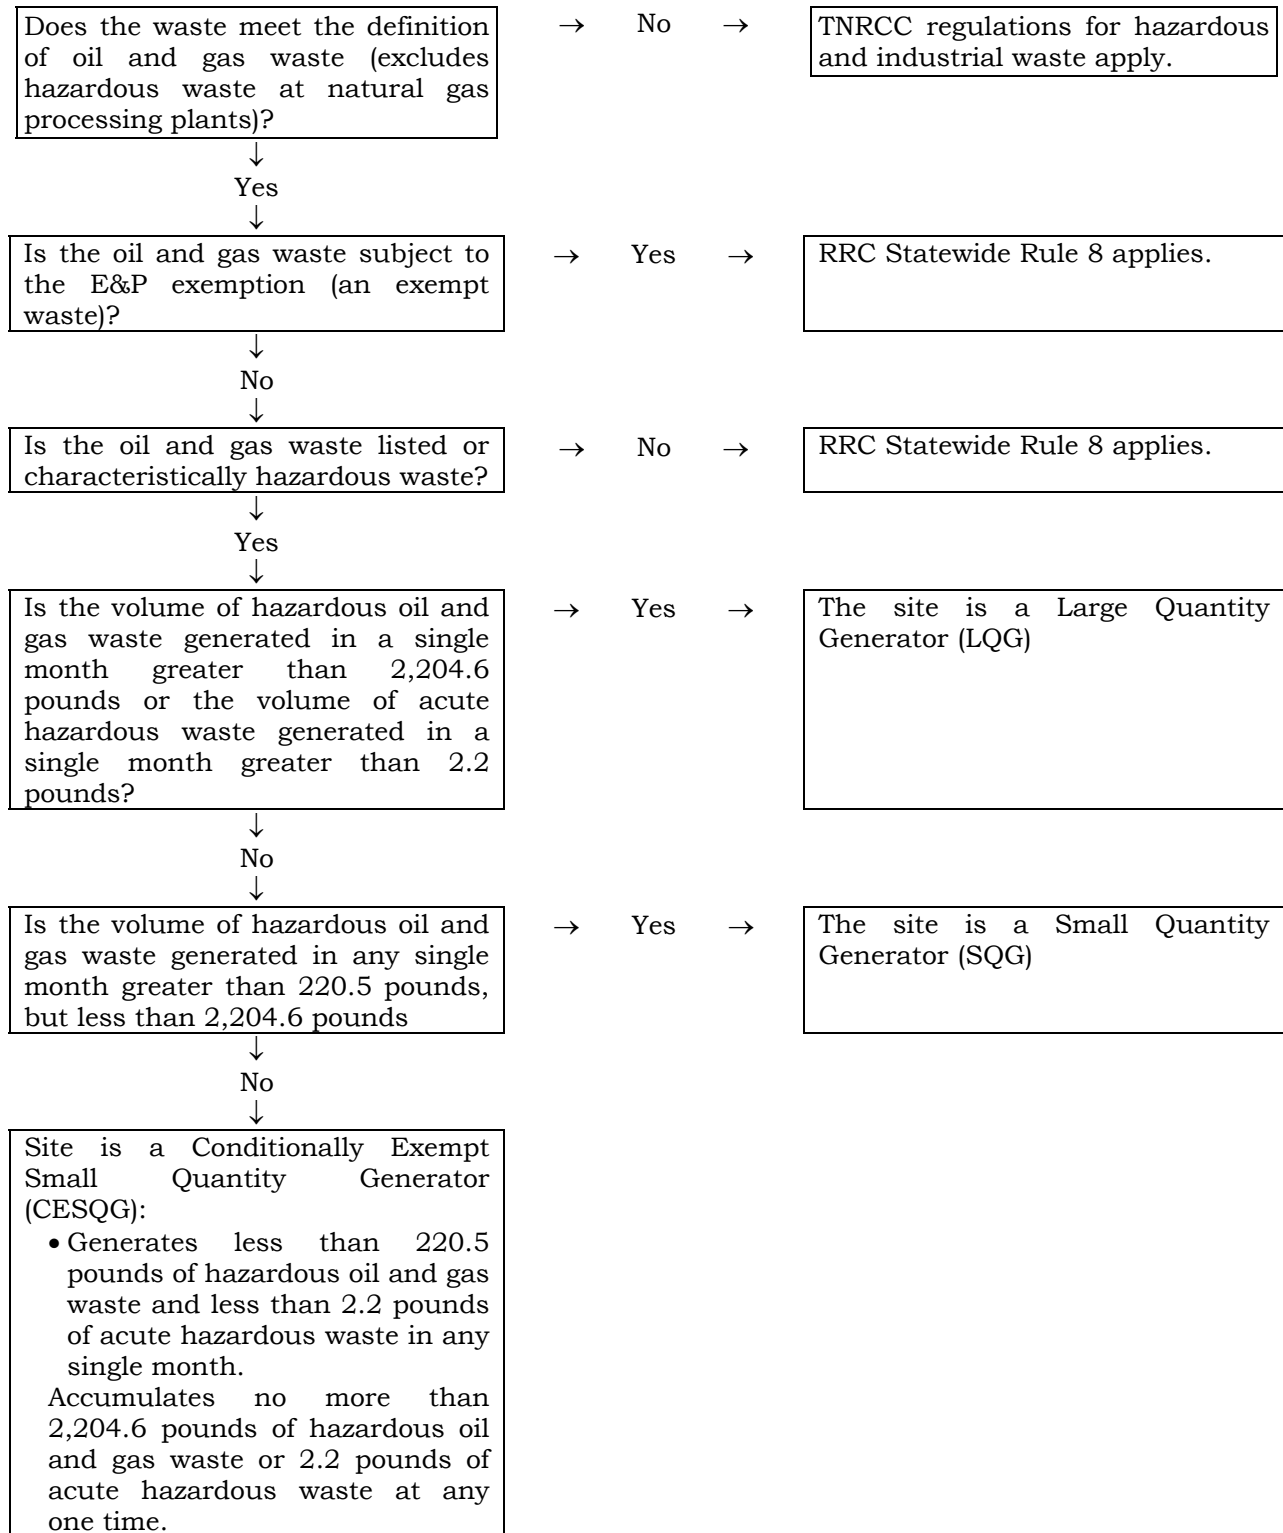 Does the waste meet the definition
of oil and gas waste (excludes
hazardous waste at natural gas
processing plants)?
→ No →
TNRCC regulations for hazardous
and industrial waste apply.
↓
Yes
↓
Is the oil and gas waste subject to
the E&P exemption (an exempt
waste)?
→ Yes →
RRC Statewide Rule 8 applies.
↓
No
↓
Is the oil and gas waste listed or
characteristically hazardous waste?
→ No →
RRC Statewide Rule 8 applies.
↓
Yes
↓
Is the volume of hazardous oil and
gas waste generated in a single
month greater than 2,204.6
pounds or the volume of acute
hazardous waste generated in a
single month greater than 2.2
pounds?
→ Yes →
The site is a Large Quantity
Generator (LQG)
↓
No
↓
Is the volume of hazardous oil and
gas waste generated in any single
month greater than 220.5 pounds,
but less than 2,204.6 pounds
→ Yes →
The site is a Small Quantity
Generator (SQG)
↓
No
↓
Site is a Conditionally Exempt
Small Quantity Generator
(CESQG):
• Generates less than 220.5
pounds of hazardous oil and gas
waste and less than 2.2 pounds
of acute hazardous waste in any
single month.
Accumulates no more than
2,204.6 pounds of hazardous oil
and gas waste or 2.2 pounds of
acute hazardous waste at any
one time.